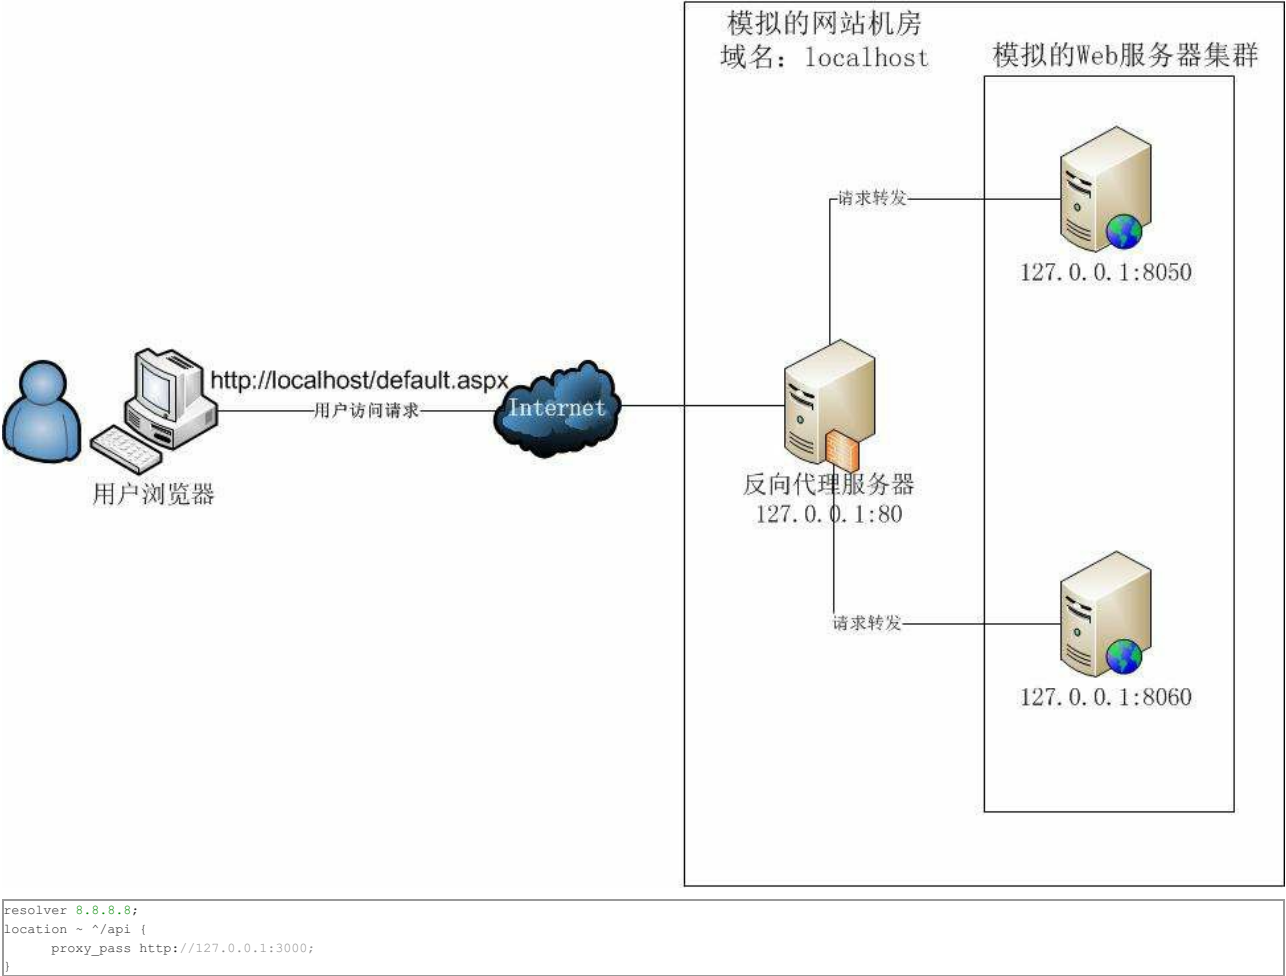 模拟的网站机房
域名：localhost
模拟的Web服务器集群
请求转发
127.0.0.1:8050
http://localhost/default.aspx
用户访问请求
Internet
用户浏览器
反向代理服务器
127.0.0.1:80
请求转发
127.0.0.1:8060
resolver 8.8.8.8;
location ~ ^/api {
proxy_pass http://127.0.0.1:3000;
}